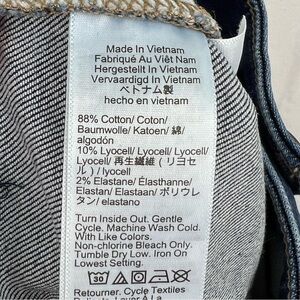 Made In Vietnam
Fabriqué Au Viêt Nam
Hergestellt In Vietnam
Vervaardigd In Vietnam
ベトナム製
hecho en vietnam
88% Cotton/ Coton/
Baumwolle/ Katoen/ 綿/
algodón
10% Lyocell/ Lyocell/ Lyocell/
Lyocell/ 再生繊維 (リヨセ
ル) / lyocell
2% Elastane/ Élasthanne/
Elastan/ Elastaan/ ポリウレ
タン/ elastano
Turn Inside Out. Gentle
Cycle. Machine Wash Cold.
With Like Colors.
Non-chlorine Bleach Only.
Tumble Dry Low. Iron On
Lowest Setting.
30
Retourner. Cycle Textiles